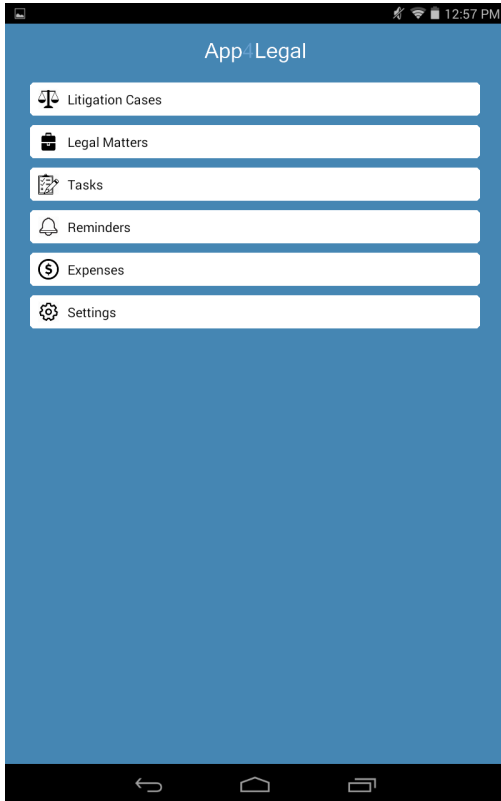 12:57 PM
App4Legal
Litigation Cases
Legal Matters
Tasks
Reminders
$ Expenses
Settings